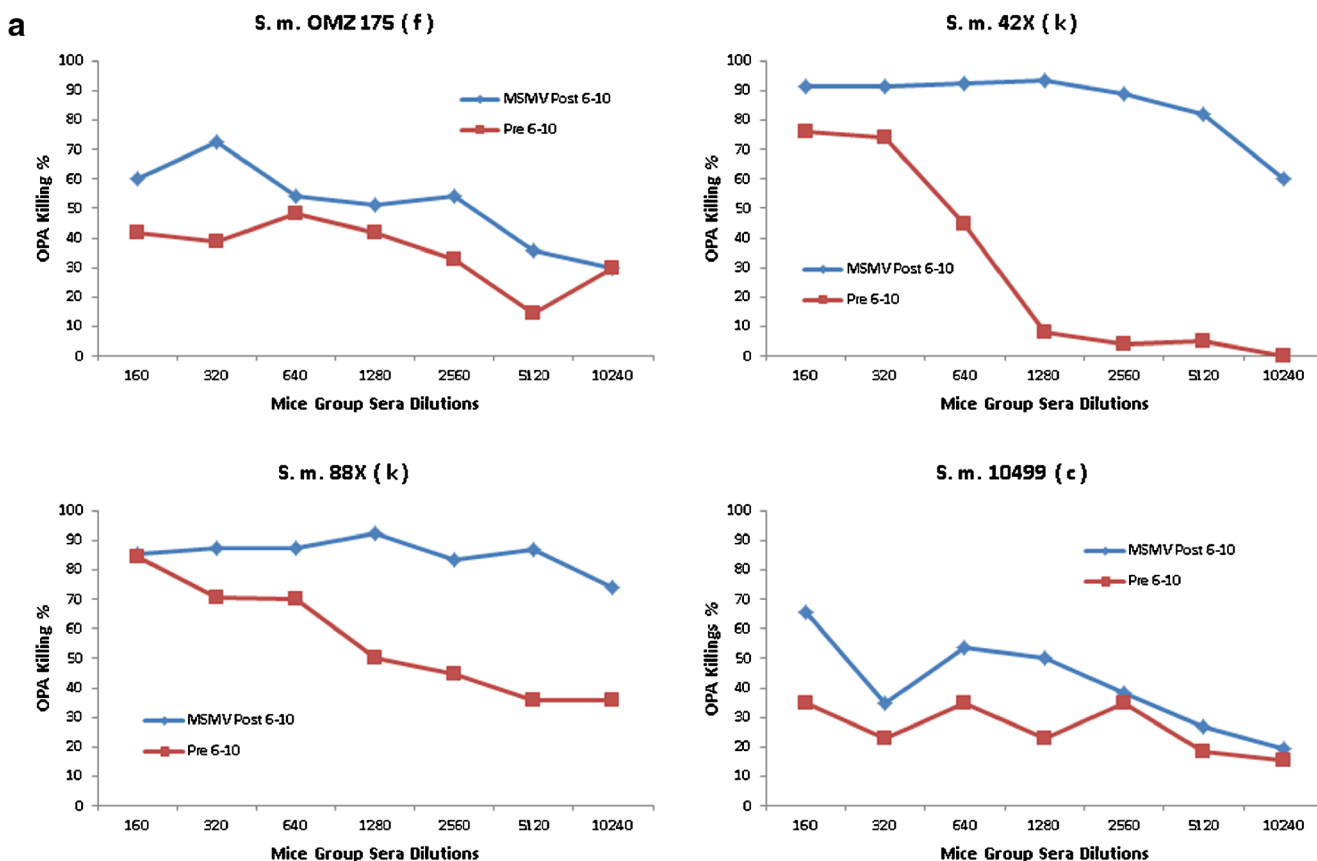 a
S. m. OMZ 175 ( f )
100
90
80
70
60
50
40
30
20
10
0
OPA Killing %
MSMV Post 6-10
Pre 6-10
160 320 640 1280 2560 5120 10240
Mice Group Sera Dilutions
S. m. 42X ( k )
100
90
80
70
60
50
40
30
20
10
0
OPA Killing %
MSMV Post 6-10
Pre 6-10
160 320 640 1280 2560 5120 10240
Mice Group Sera Dilutions
S. m. 88X ( k )
100
90
80
70
60
50
40
30
20
10
0
OPA Killing %
MSMV Post 6-10
Pre 6-10
160 320 640 1280 2560 5120 10240
Mice Group Sera Dilutions
S. m. 10499 ( c )
100
90
80
70
60
50
40
30
20
10
0
OPA Killings %
MSMV Post 6-10
Pre 6-10
160 320 640 1280 2560 5120 10240
Mice Group Sera Dilutions